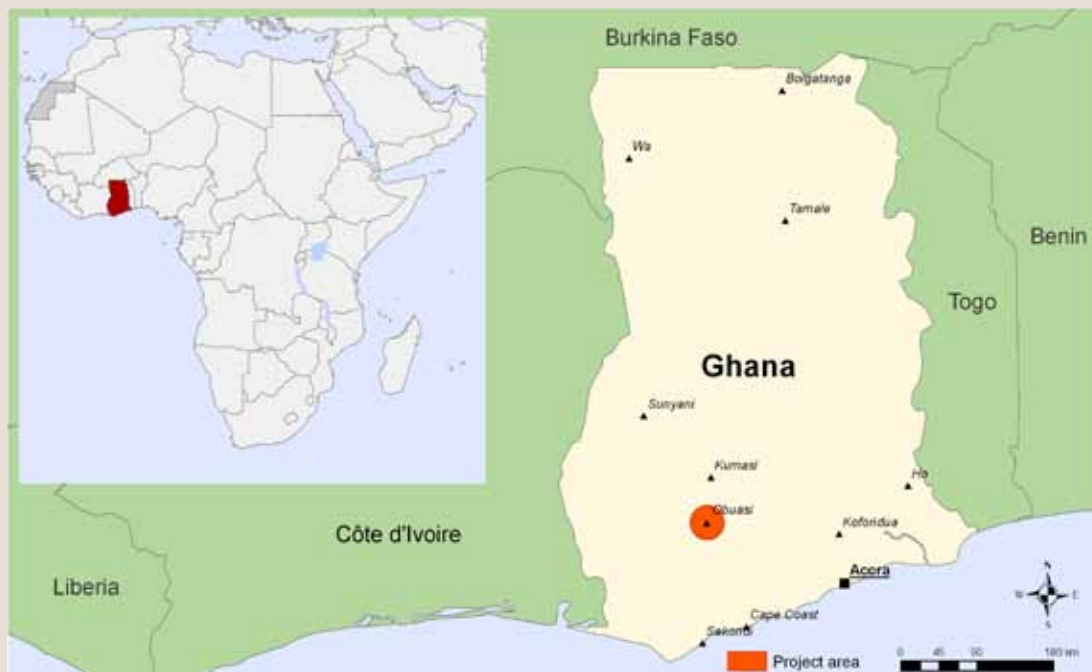 Burkina Faso
Bolgatanga
Wa
Tamale
Benin
Togo
Ghana
Sunyani
Kumasi
Ho
Obuasi
Koforidua
Côte d'Ivoire
Liberia
Accra
N
W E
S
Cape Coast
Sekondi
Project area
0 45 90 180 km